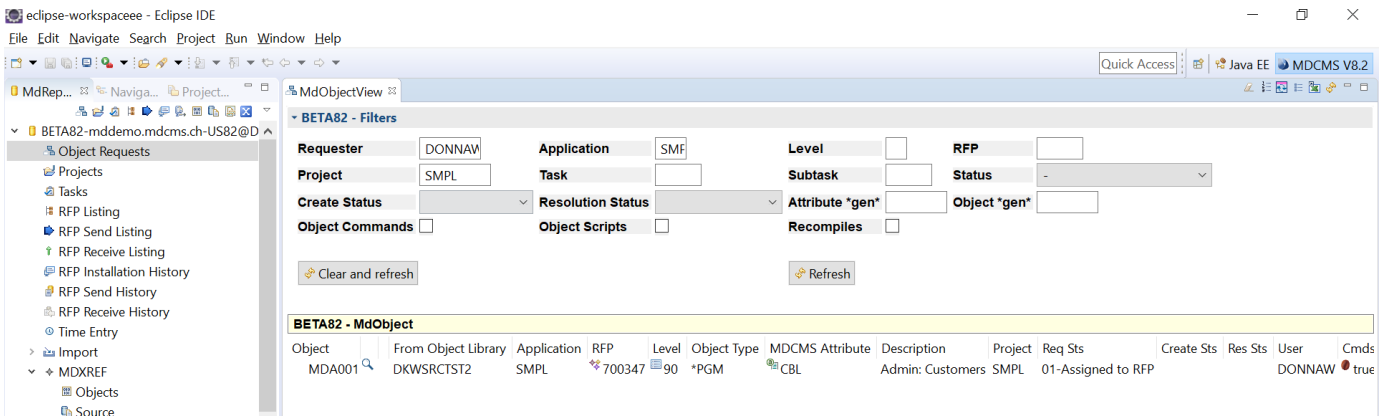 eclipse-workspaceee - Eclipse IDE
File Edit Navigate Search Project Run Window Help
Quick Access Java EE MDCMS V8.2
MdRep... Naviga... Project...
MdObjectView
BETA82 - Filters
BETA82-mddemo.mdcms.ch-US82@D
Object Requests
Projects
Tasks
RFP Listing
RFP Send Listing
RFP Receive Listing
RFP Installation History
RFP Send History
RFP Receive History
Time Entry
Import
MDXREF
Objects
Source
Requester DONNAW Application SMP Level RFP
Project SMPL Task Subtask Status -
Create Status Resolution Status Attribute *gen* Object *gen*
Object Commands Object Scripts Recompiles
Clear and refresh Refresh
BETA82 - MdObject
Object From Object Library Application RFP Level Object Type MDCMS Attribute Description Project Req Sts Create Sts Res Sts User Cmds
MDA001 DKWSRCTST2 SMPL 700347 90 *PGM CBL Admin: Customers SMPL 01-Assigned to RFP DONNAW true